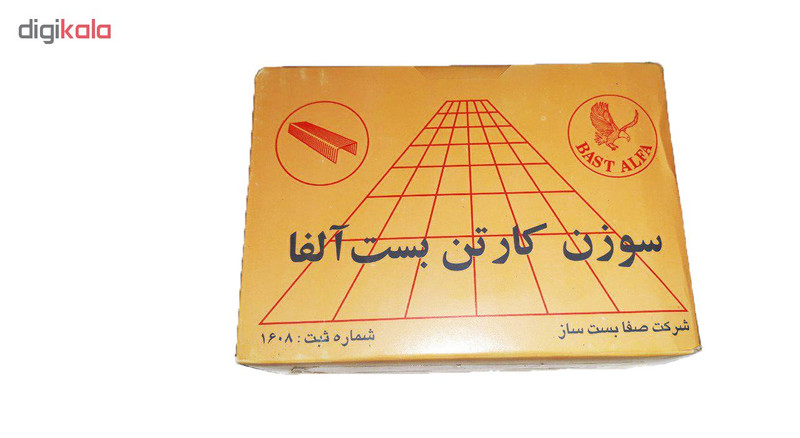 digikala
BAST ALFA
سوزن کارتن بست آلفا
شرکت صفا بست ساز
شماره ثبت : ۱۶۰۸